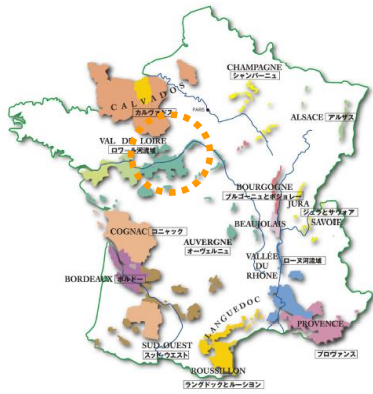 CHAMPAGNE
シャンパーニュ
CALVADOS
カルヴァドス
PARIS
ALSACE アルザス
VAL DE LOIRE
ロワール河流域
BOURGOGNE
ブルゴーニュとボジョレー
JURA
ジュラとサヴォア
SAVOIE
BEAUJOLAIS
COGNAC コニャック
AUVERGNE
オーヴェルニュ
VALLÉE
DU
RHÔNE
ローヌ河流域
BORDEAUX ボルドー
LANGUEDOC
PROVENCE
プロヴァンス
SUD-OUEST
スッド・ウエスト
ROUSSILLON
ラングドックとルーション